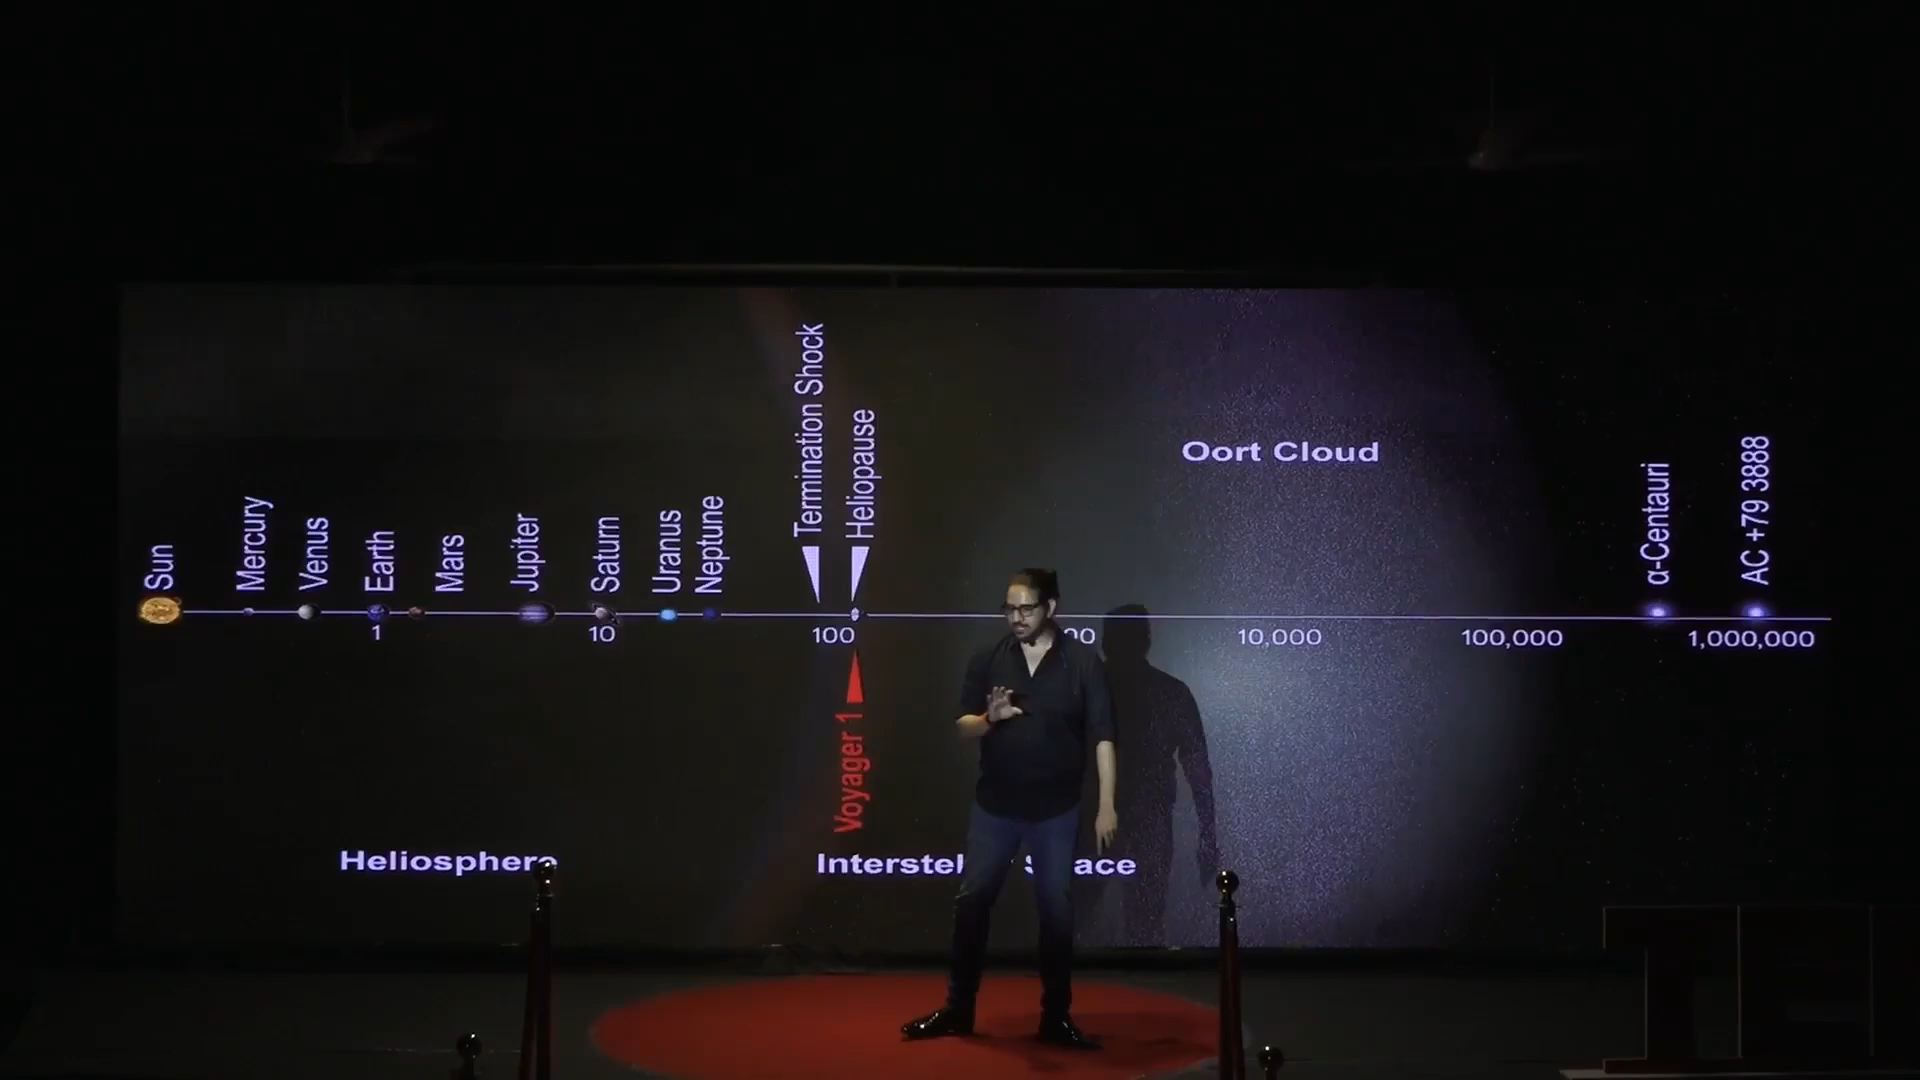 Sun
Mercury
Venus
Earth
Mars
Jupiter
Saturn
Uranus
Neptune
Termination Shock
Heliopause
Oort Cloud
α-Centauri
AC +79 3888
1
10
100
10,000
100,000
1,000,000
Voyager 1
Heliosphere